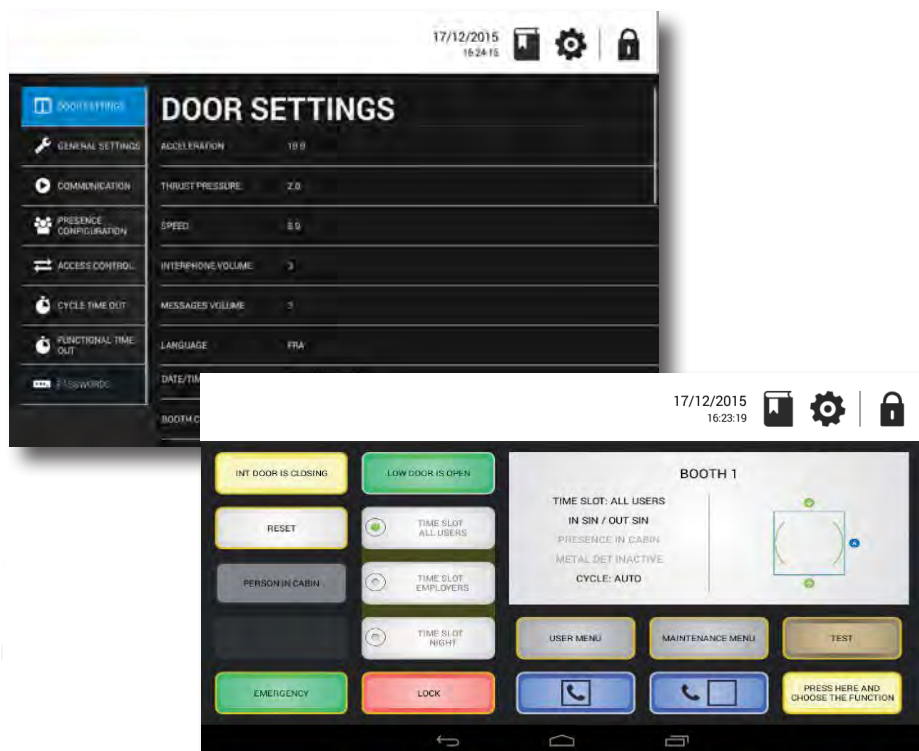 17/12/2015
16:24:15
DOOR SETTINGS
DOOR SETTINGS
GENERAL SETTINGS
COMMUNICATION
PRESENCE
CONFIGURATION
ACCESS CONTROL
CYCLE TIME OUT
FUNCTIONAL TIME
OUT
PASSWORDS
ACCELERATION
THRUST PRESSURE 2.0
SPEED
INTERPHONE VOLUME 3
MESSAGES VOLUME
LANGUAGE FRA
17/12/2015
16:23:19
INT DOOR IS CLOSING
LOW DOOR IS OPEN
RESET
TIME SLOT
ALL USERS
PERSON IN CABIN
TIME SLOT
EMPLOYERS
TIME SLOT
NIGHT
EMERGENCY
LOCK
BOOTH 1
TIME SLOT: ALL USERS
IN SIN / OUT SIN
PRESENCE IN CABIN
METAL DET INACTIVE
CYCLE: AUTO
USER MENU
MAINTENANCE MENU
TEST
PRESS HERE AND
CHOOSE THE FUNCTION